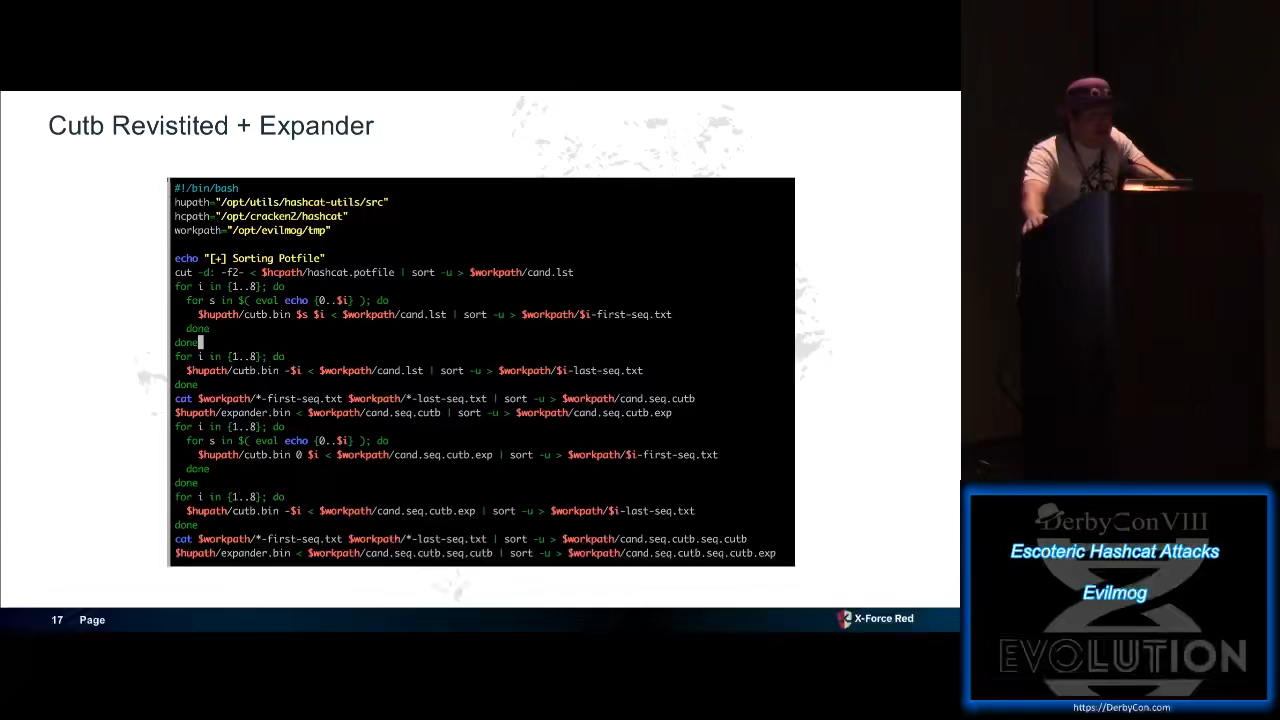 Cutb Revistited + Expander
#!/bin/bash
hupath="/opt/utils/hashcat-utils/src"
hcpath="/opt/cracken2/hashcat"
workpath="/opt/evilmog/tmp"
echo "[+] Sorting Potfile"
cut -d: -f2- < $hcpath/hashcat.potfile | sort -u > $workpath/cand.lst
for i in {1..8}; do
for s in $( eval echo {0..$i} ); do
$hupath/cutb.bin $s $i < $workpath/cand.lst | sort -u > $workpath/$i-first-seq.txt
done
done
for i in {1..8}; do
$hupath/cutb.bin -$i < $workpath/cand.lst | sort -u > $workpath/$i-last-seq.txt
done
cat $workpath/*-first-seq.txt $workpath/*-last-seq.txt | sort -u > $workpath/cand.seq.cutb
$hupath/expander.bin < $workpath/cand.seq.cutb | sort -u > $workpath/cand.seq.cutb.exp
for i in {1..8}; do
for s in $( eval echo {0..$i} ); do
$hupath/cutb.bin 0 $i < $workpath/cand.seq.cutb.exp | sort -u > $workpath/$i-first-seq.txt
done
done
for i in {1..8}; do
$hupath/cutb.bin -$i < $workpath/cand.seq.cutb.exp | sort -u > $workpath/$i-last-seq.txt
done
cat $workpath/*-first-seq.txt $workpath/*-last-seq.txt | sort -u > $workpath/cand.seq.cutb.seq.cutb
$hupath/expander.bin < $workpath/cand.seq.cutb.seq.cutb | sort -u > $workpath/cand.seq.cutb.seq.cutb.exp
17 Page
X-Force Red
DerbyCon VIII
Escoteric Hashcat Attacks
Evilmog
EVOLUTION
https://DerbyCon.com